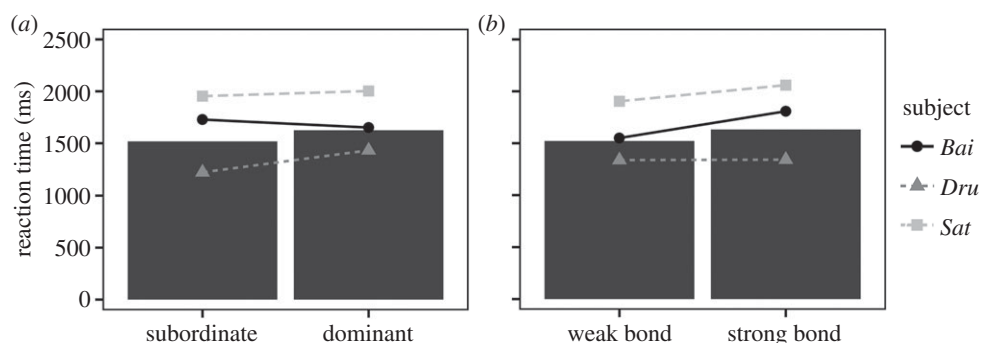 (a)
reaction time (ms)
2500
2000
1500
1000
500
0
subordinate dominant
(b)
weak bond strong bond
subject
Bai
Dru
Sat